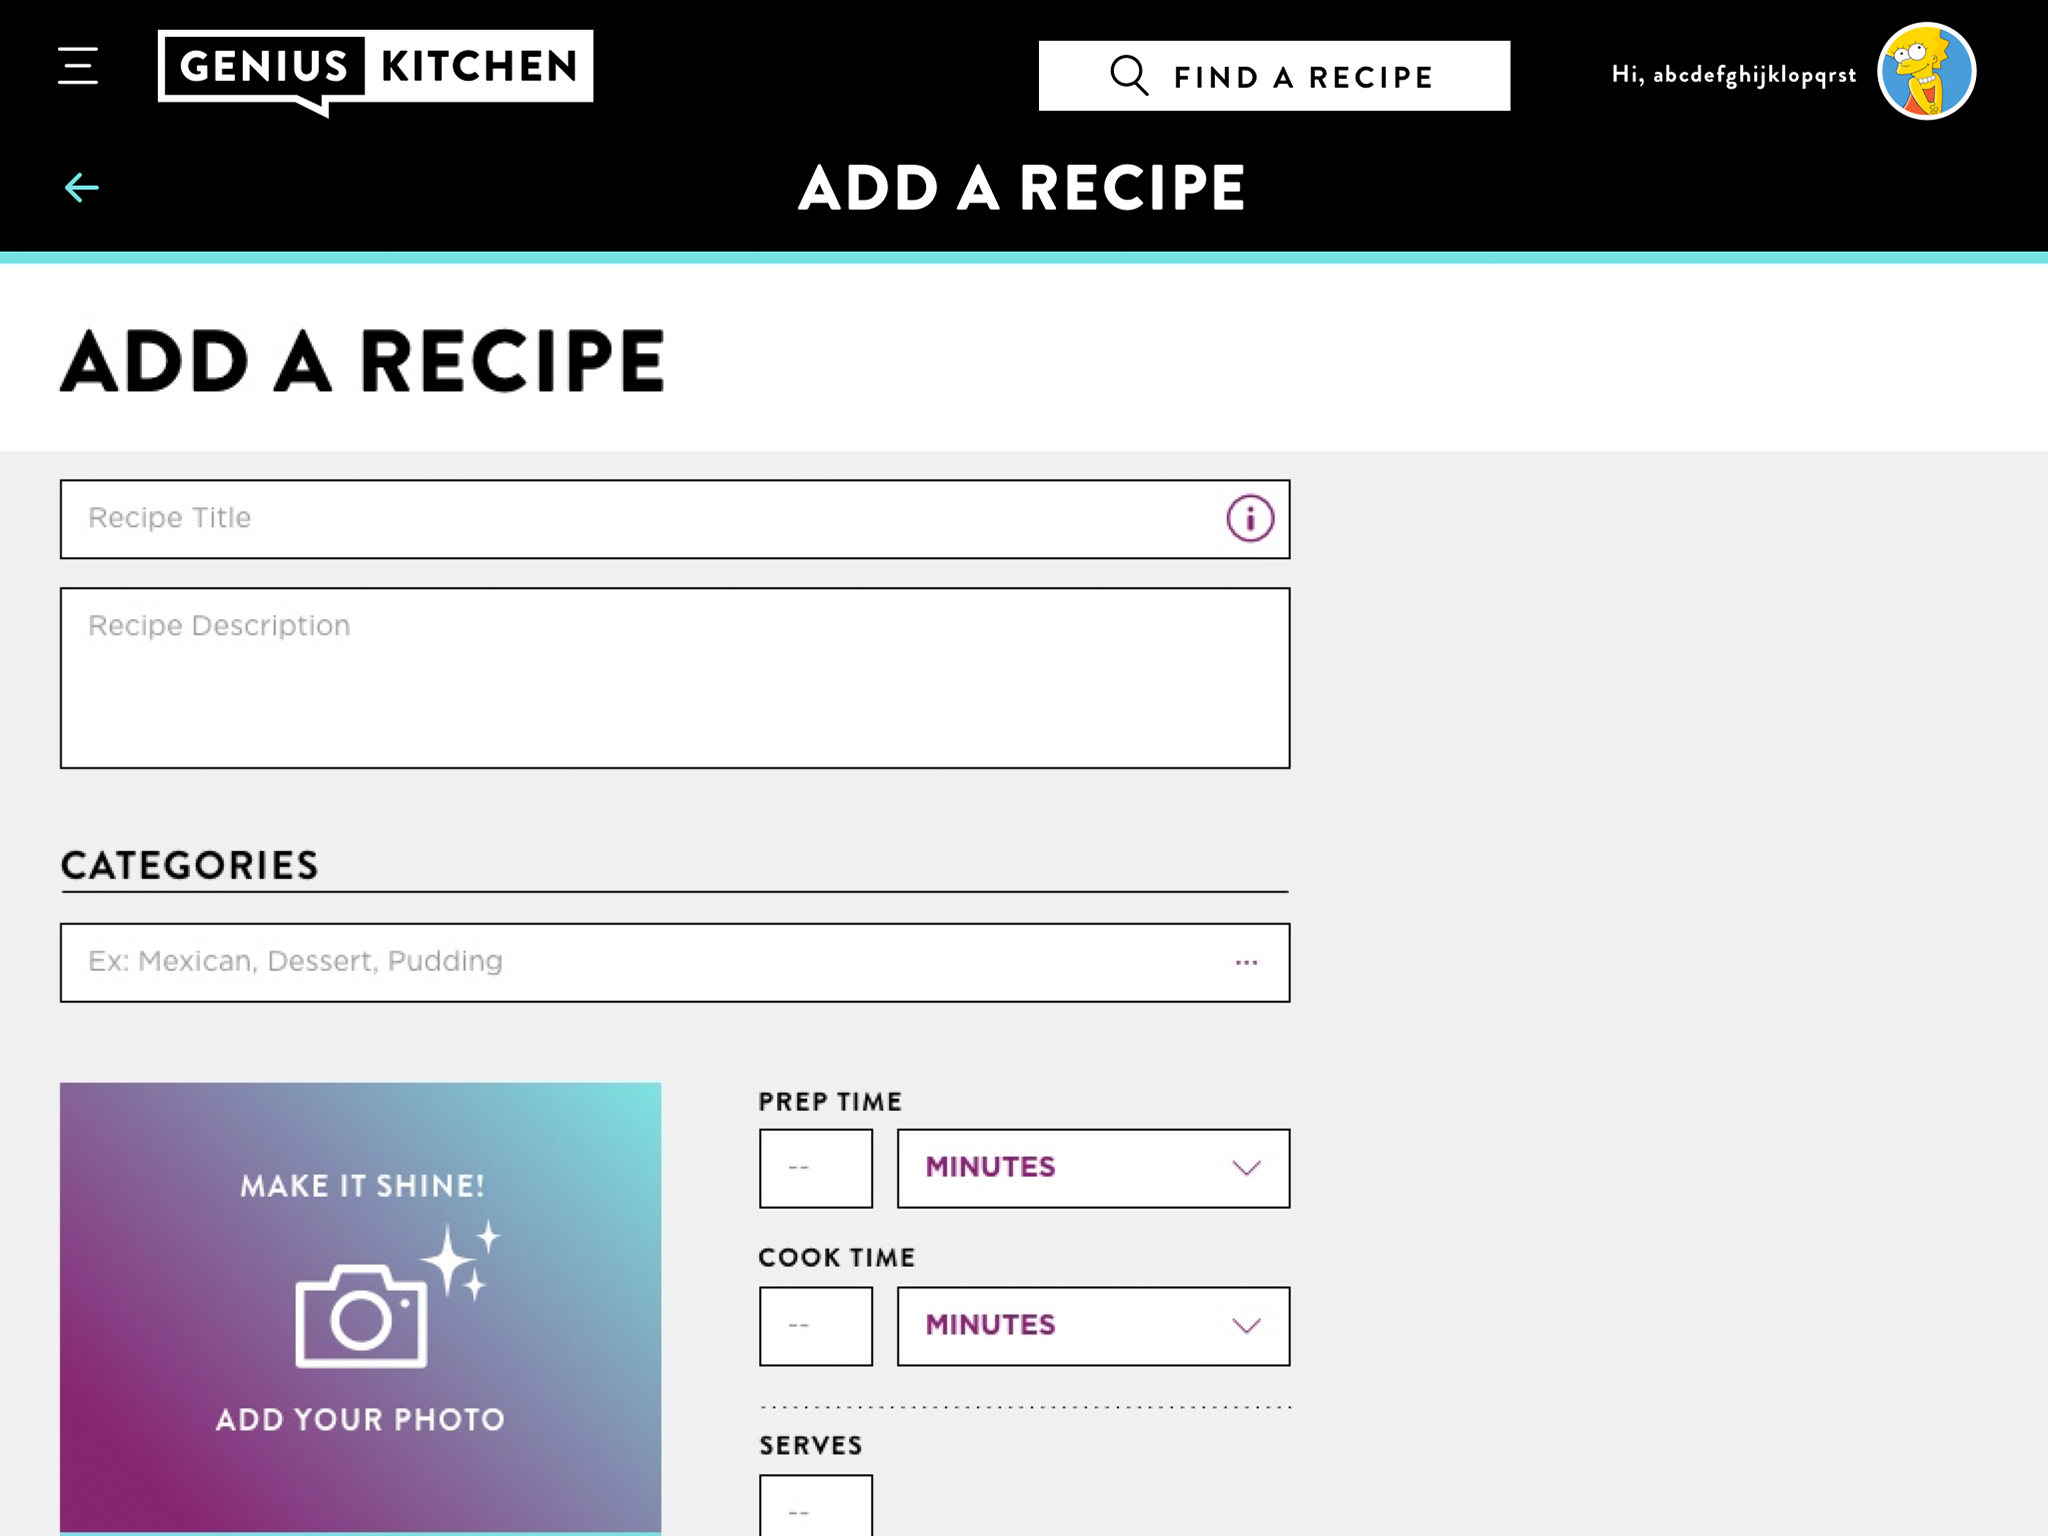 GENIUS KITCHEN
FIND A RECIPE
Hi, abcdefghijklopqrst
ADD A RECIPE
ADD A RECIPE
Recipe Title
Recipe Description
CATEGORIES
Ex: Mexican, Dessert, Pudding
...
MAKE IT SHINE!
ADD YOUR PHOTO
PREP TIME
-- MINUTES
COOK TIME
-- MINUTES
SERVES
--